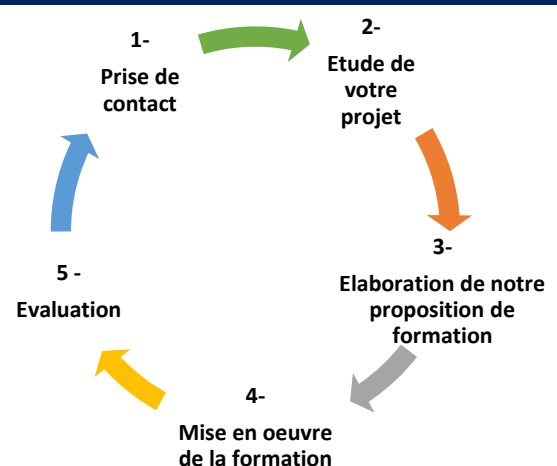 1-
Prise de
contact
2-
Etude de
votre
projet
3-
Elaboration de notre
proposition de
formation
4-
Mise en oeuvre
de la formation
5 -
Evaluation